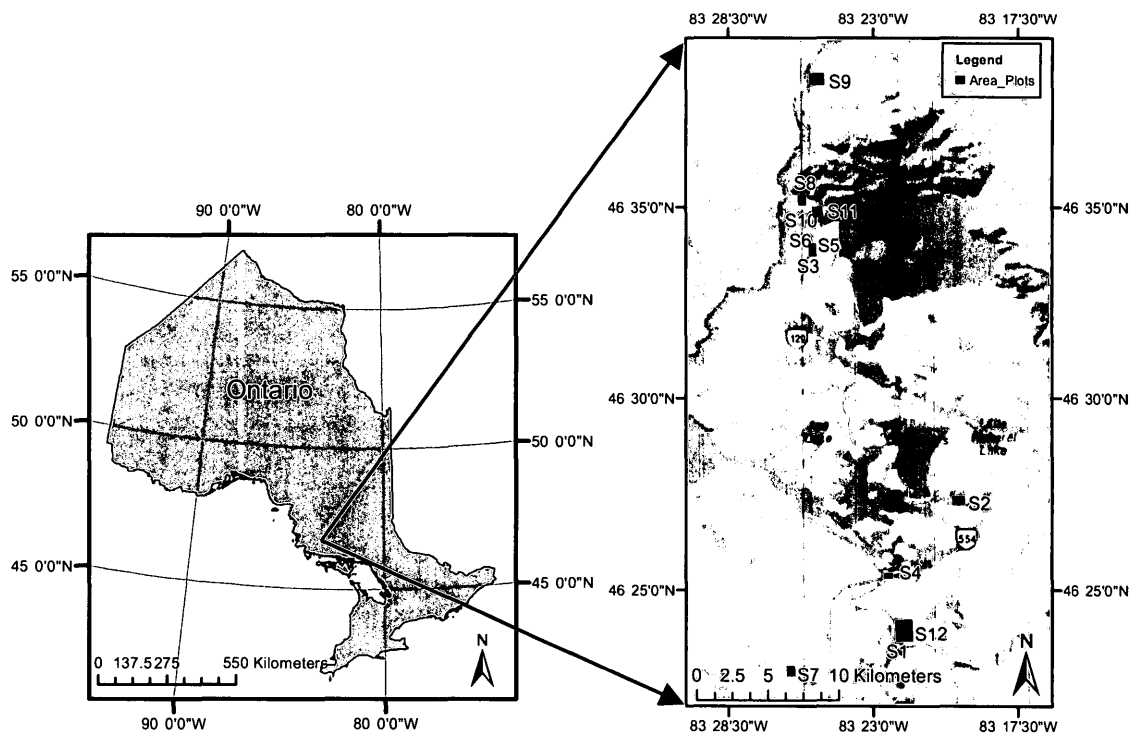 90 0'0"W
80 0'0"W
55 0'0"N
55 0'0"N
Ontario
50 0'0"N
50 0'0"N
45 0'0"N
45 0'0"N
0 137.5275 550 Kilometers
N
90 0'0"W
80 0'0"W
83 28'30"W
83 23'0"W
83 17'30"W
Legend
Area_Plots
S9
S8
46 35'0"N
S10
S11
46 35'0"N
S6
S5
S3
129
46 30'0"N
46 30'0"N
Lake
S2
554
S4
46 25'0"N
46 25'0"N
S12
S1
N
S7
0 2.5 5 10 Kilometers
83 28'30"W
83 23'0"W
83 17'30"W